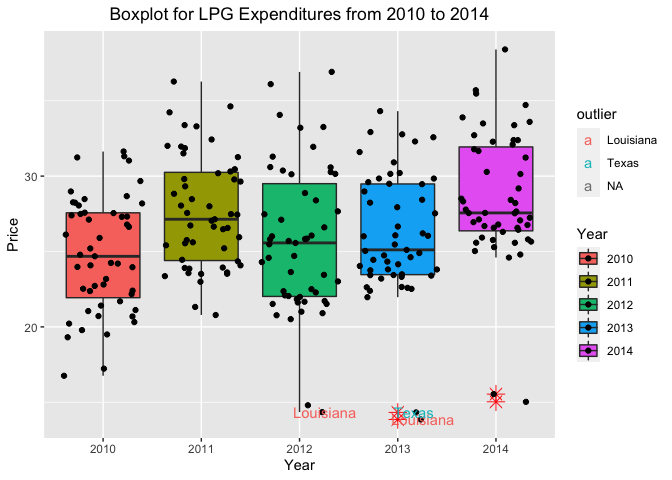 Boxplot for LPG Expenditures from 2010 to 2014
Price
30
20
Louisiana
Texas
Louisiana
2010 2011 2012 2013 2014
Year
outlier
a Louisiana
a Texas
a NA
Year
2010
2011
2012
2013
2014